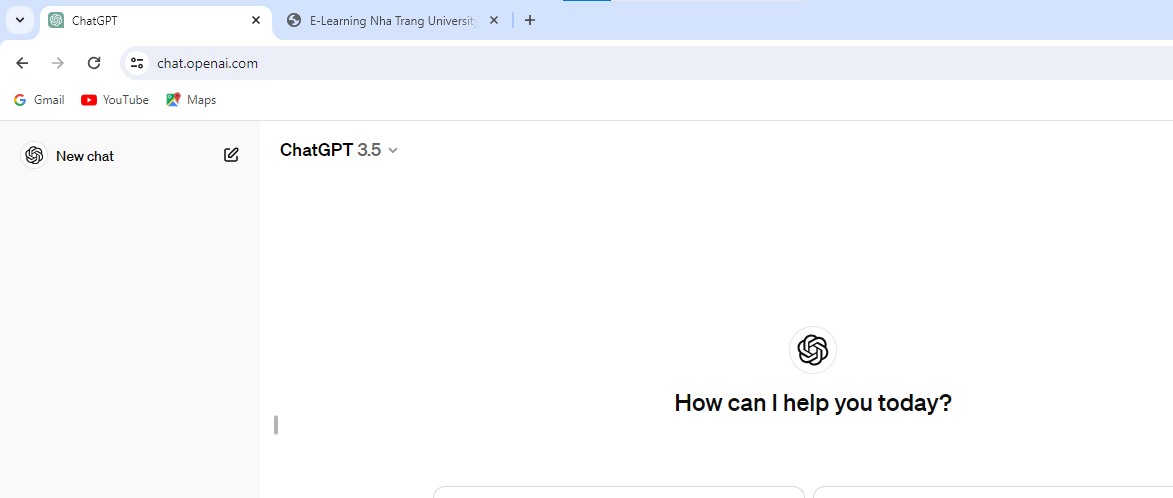 ChatGPT
E-Learning Nha Trang Universit
chat.openai.com
Gmail
YouTube
Maps
New chat
ChatGPT 3.5
How can I help you today?